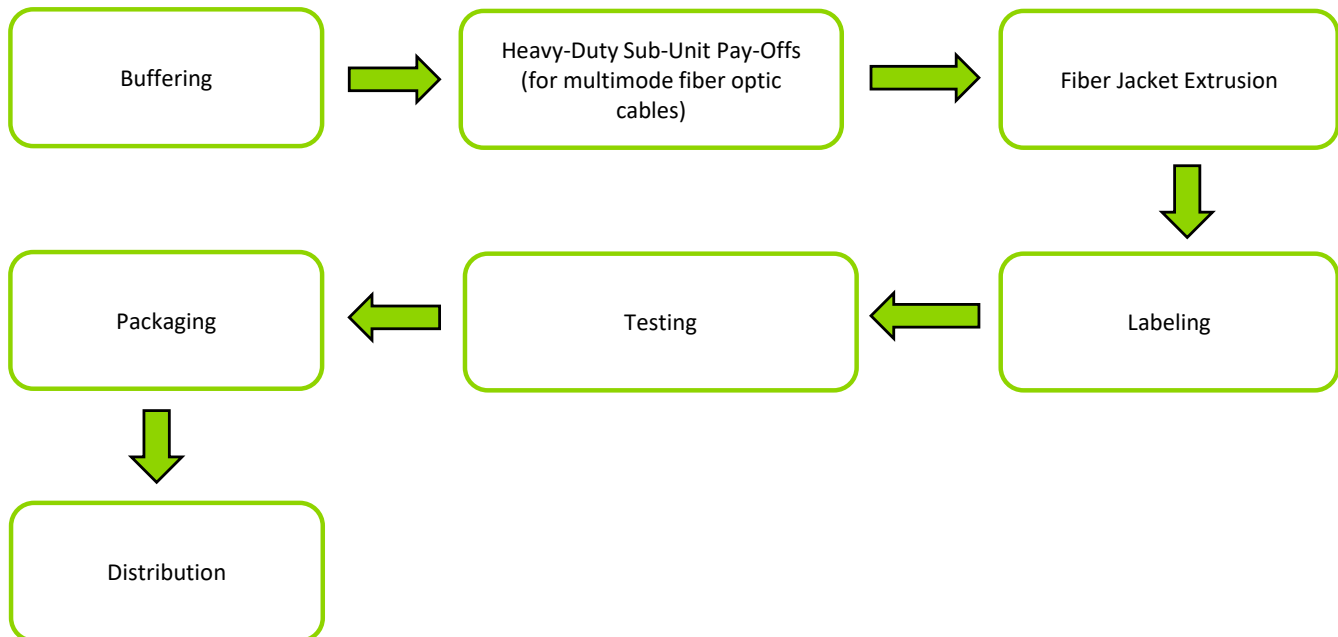 Buffering
Heavy-Duty Sub-Unit Pay-Offs
(for multimode fiber optic
cables)
Fiber Jacket Extrusion
Labeling
Testing
Packaging
Distribution